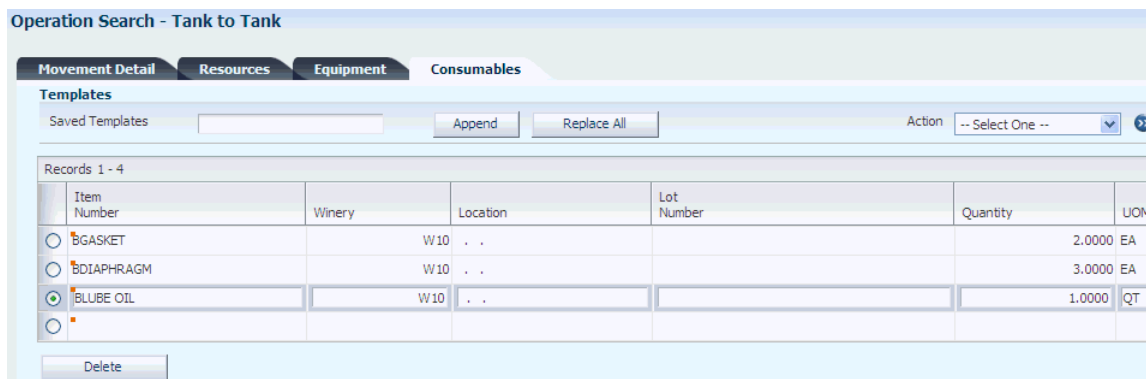 Operation Search - Tank to Tank
Movement Detail Resources Equipment Consumables
Templates
Saved Templates Append Replace All Action -- Select One --
Records 1 - 4
Item Number Winery Location Lot Number Quantity UOM
BGASKET W10 . . 2.0000 EA
BDIAPHRAGM W10 . . 3.0000 EA
BLUBE OIL W10 . . 1.0000 QT
Delete